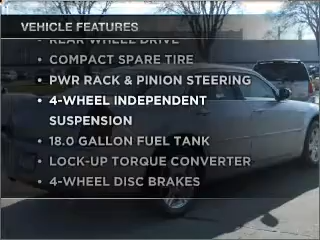 VEHICLE FEATURES
• REAR WHEEL DRIVE
• COMPACT SPARE TIRE
• PWR RACK & PINION STEERING
• 4-WHEEL INDEPENDENT
SUSPENSION
• 18.0 GALLON FUEL TANK
• LOCK-UP TORQUE CONVERTER
• 4-WHEEL DISC BRAKES